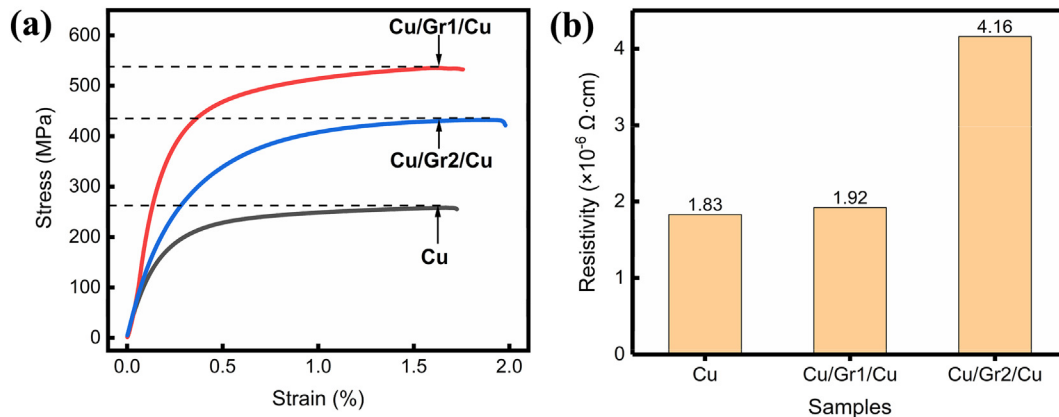 (a)
600
500
400
300
200
100
0
Stress (MPa)
Cu/Gr1/Cu
Cu/Gr2/Cu
Cu
0.0 0.5 1.0 1.5 2.0
Strain (%)
(b)
4
3
2
1
0
Resistivity (×10⁻⁶ Ω·cm)
1.83
1.92
4.16
Cu Cu/Gr1/Cu Cu/Gr2/Cu
Samples